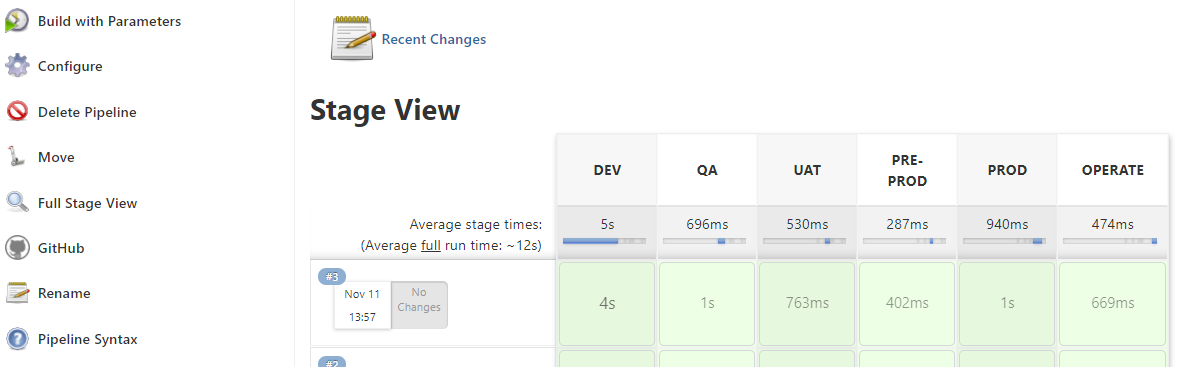 Build with Parameters
Configure
Delete Pipeline
Move
Full Stage View
GitHub
Rename
Pipeline Syntax
Recent Changes
Stage View
DEV QA UAT PRE-PROD PROD OPERATE
Average stage times: 5s 696ms 530ms 287ms 940ms 474ms
(Average full run time: ~12s)
#3
Nov 11
13:57
No
Changes
4s 1s 763ms 402ms 1s 669ms
#2